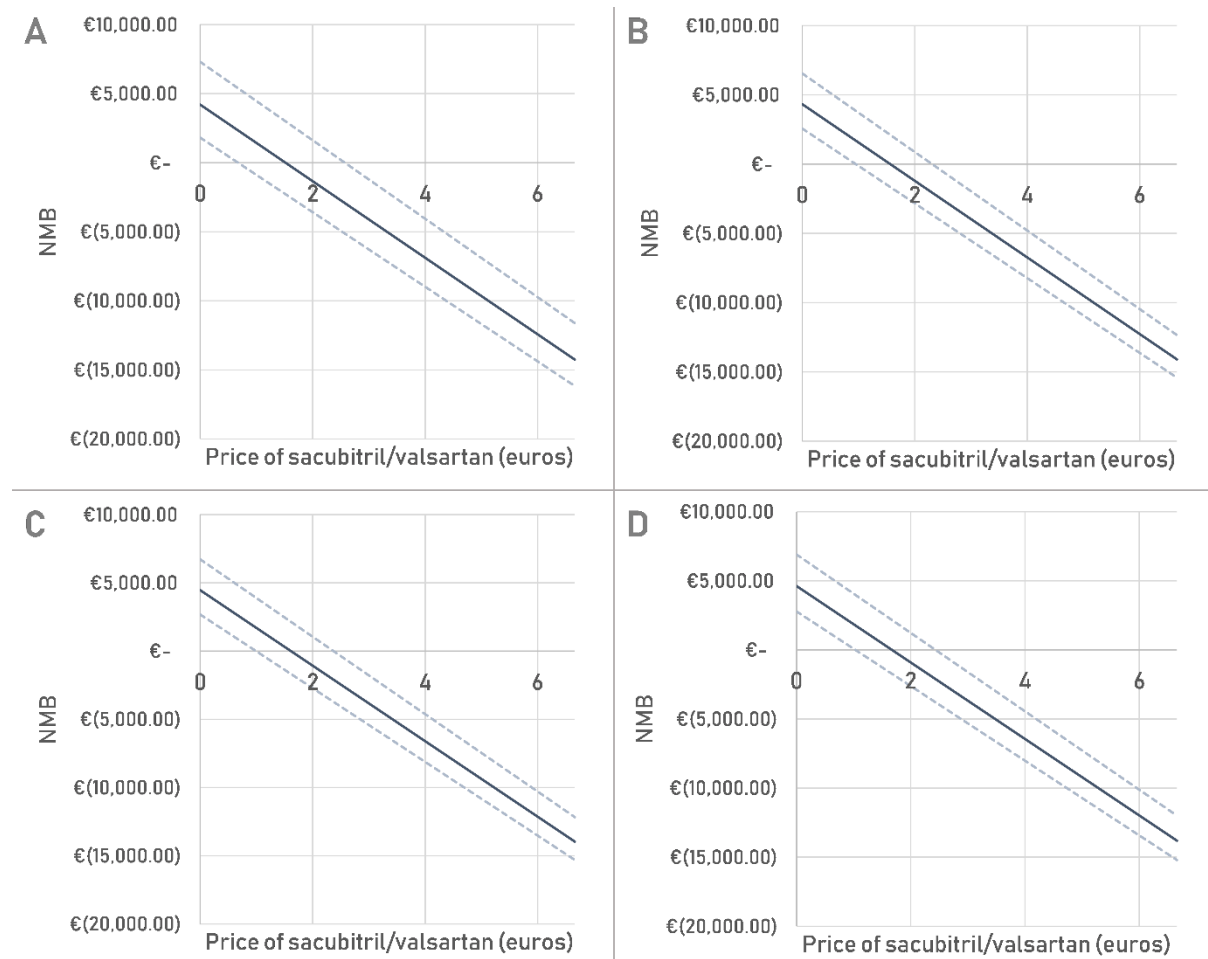 A
€10,000.00
€5,000.00
€-
€(5,000.00)
€(10,000.00)
€(15,000.00)
€(20,000.00)
NMB
0 2 4 6
Price of sacubitril/valsartan (euros)
B
€10,000.00
€5,000.00
€-
€(5,000.00)
€(10,000.00)
€(15,000.00)
€(20,000.00)
NMB
0 2 4 6
Price of sacubitril/valsartan (euros)
C
€10,000.00
€5,000.00
€-
€(5,000.00)
€(10,000.00)
€(15,000.00)
€(20,000.00)
NMB
0 2 4 6
Price of sacubitril/valsartan (euros)
D
€10,000.00
€5,000.00
€-
€(5,000.00)
€(10,000.00)
€(15,000.00)
€(20,000.00)
NMB
0 2 4 6
Price of sacubitril/valsartan (euros)